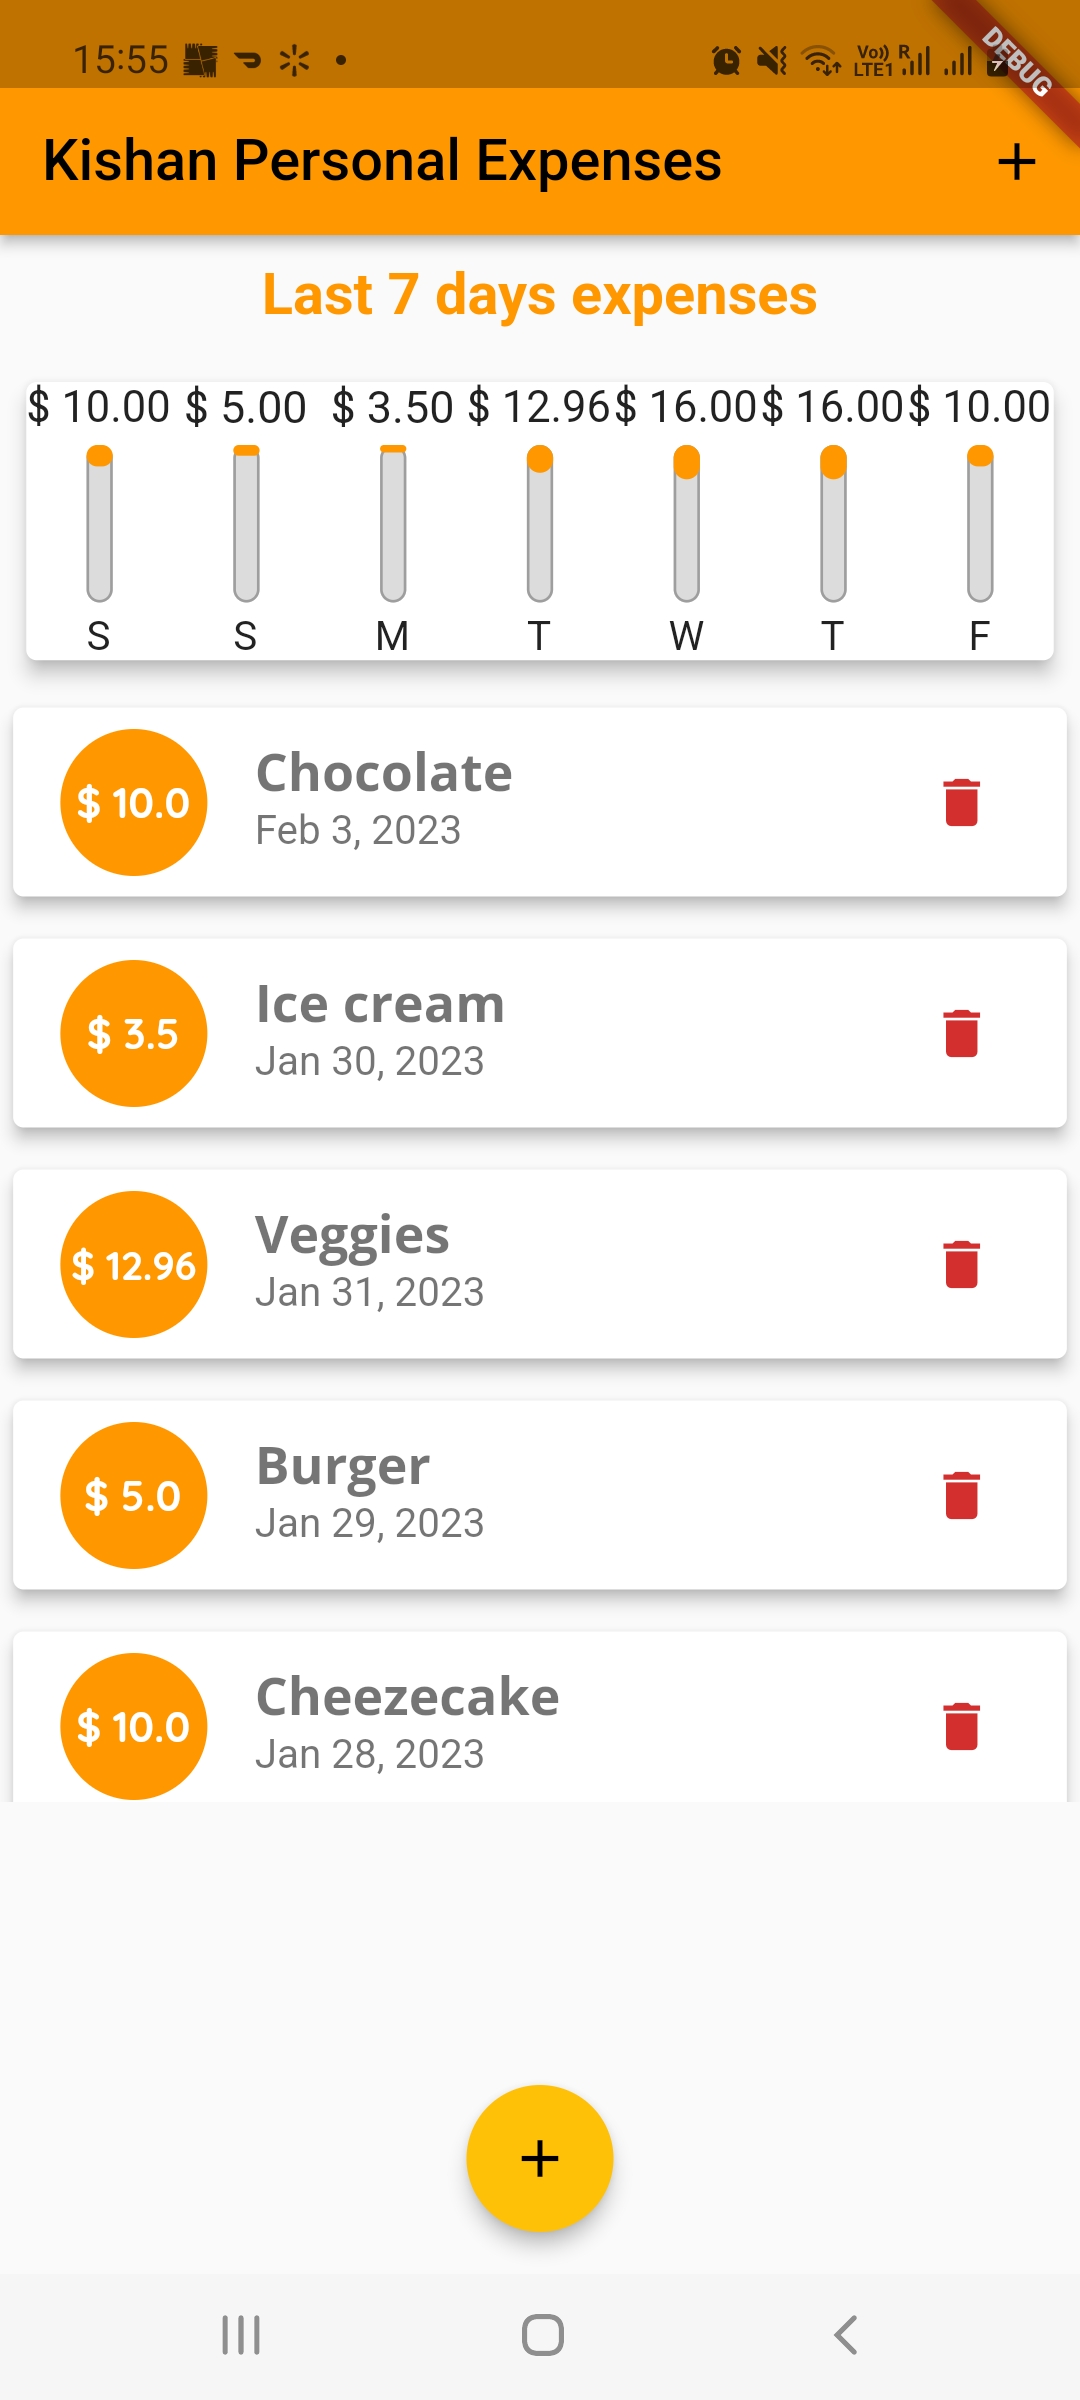 15:55
Vo)) R
LTE1
DEBUG
Kishan Personal Expenses
Last 7 days expenses
$ 10.00 $ 5.00 $ 3.50 $ 12.96 $ 16.00 $ 16.00 $ 10.00
S S M T W T F
$ 10.0
Chocolate
Feb 3, 2023
$ 3.5
Ice cream
Jan 30, 2023
$ 12.96
Veggies
Jan 31, 2023
$ 5.0
Burger
Jan 29, 2023
$ 10.0
Cheezecake
Jan 28, 2023